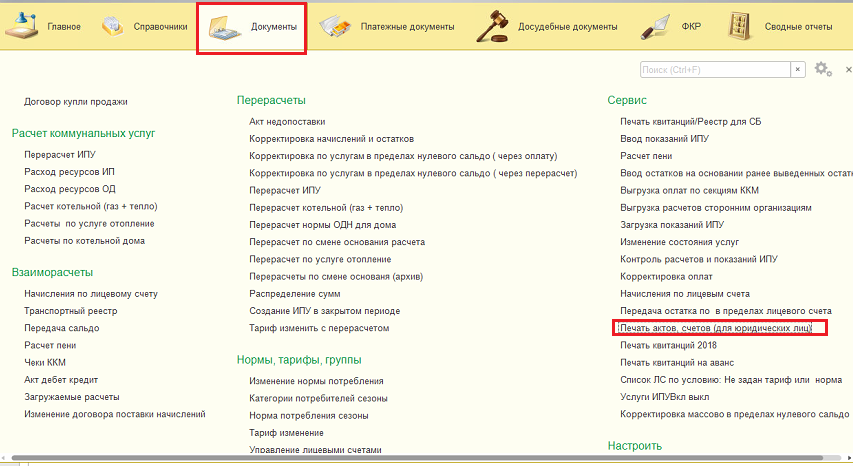 Главное
Справочники
Документы
Платежные документы
Досудебные документы
ФКР
Сводные отчеты
Поиск (Ctrl+F)
Договор купли продажи
Расчет коммунальных услуг
Перерасчет ИПУ
Расход ресурсов ИП
Расход ресурсов ОД
Расчет котельной (газ + тепло)
Расчеты по услуге отопление
Расчеты по котельной дома
Взаиморасчеты
Начисления по лицевому счету
Транспортный реестр
Передача сальдо
Расчет пени
Чеки ККМ
Акт дебет кредит
Загружаемые расчеты
Изменение договора поставки начислений
Перерасчеты
Акт недопоставки
Корректировка начислений и остатков
Корректировка по услугам в пределах нулевого сальдо ( через оплату)
Корректировка по услугам в пределах нулевого сальдо ( через перерасчет)
Перерасчет ИПУ
Перерасчет котельной (газ + тепло)
Перерасчет нормы ОДН для дома
Перерасчет по смене основания расчета
Перерасчет по услуге отопление
Перерасчеты по смене основаня (архив)
Распределение сумм
Создание ИПУ в закрытом периоде
Тариф изменить с перерасчетом
Нормы, тарифы, группы
Изменение нормы потребления
Категории потребителей сезоны
Норма потребления сезоны
Тариф изменение
Управление лицевыми счетами
Сервис
Печать квитанций/Реестр для СБ
Ввод показаний ИПУ
Расчет пени
Ввод остатков на основании ранее выведенных остатк
Выгрузка оплат по секциям ККМ
Выгрузка расчетов сторонним организациям
Загрузка показаний ИПУ
Изменение состояния услуг
Контроль расчетов и показаний ИПУ
Корректировка оплат
Начисления по лицевым счета
Передача остатка по в пределах лицевого счета
Печать актов, счетов (для юридических лиц)
Печать квитанций 2018
Печать квитанций на аванс
Список ЛС по условию: Не задан тариф или норма
Услуги ИПУВкл выкл
Корректировка массово в пределах нулевого сальдо
Настроить